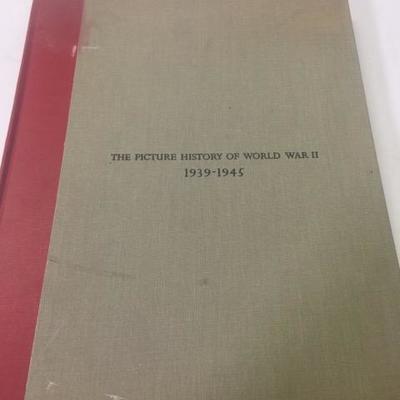 THE PICTURE HISTORY OF WORLD WAR II
1939-1945